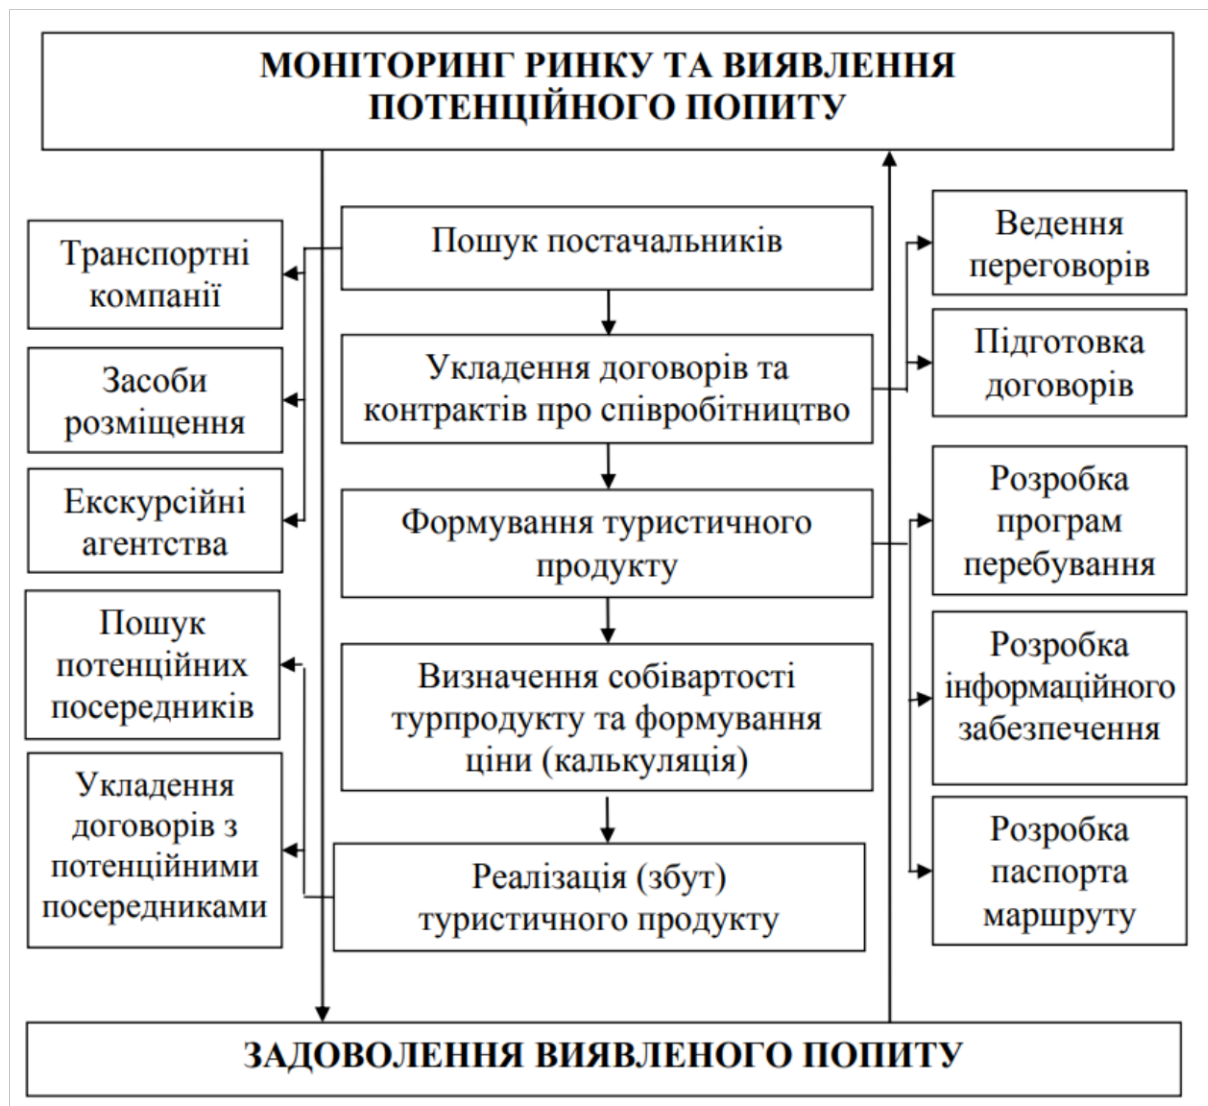 МОНІТОРИНГ РИНКУ ТА ВИЯВЛЕННЯ
ПОТЕНЦІЙНОГО ПОПИТУ
Транспортні
компанії
Засоби
розміщення
Екскурсійні
агентства
Пошук
потенційних
посередників
Укладення
договорів з
потенційними
посередниками
Пошук постачальників
Укладення договорів та
контрактів про співробітництво
Формування туристичного
продукту
Визначення собівартості
турпродукту та формування
ціни (калькуляція)
Реалізація (збут)
туристичного продукту
Ведення
переговорів
Підготовка
договорів
Розробка
програм
перебування
Розробка
інформаційного
забезпечення
Розробка
паспорта
маршруту
ЗАДОВОЛЕННЯ ВИЯВЛЕНОГО ПОПИТУ